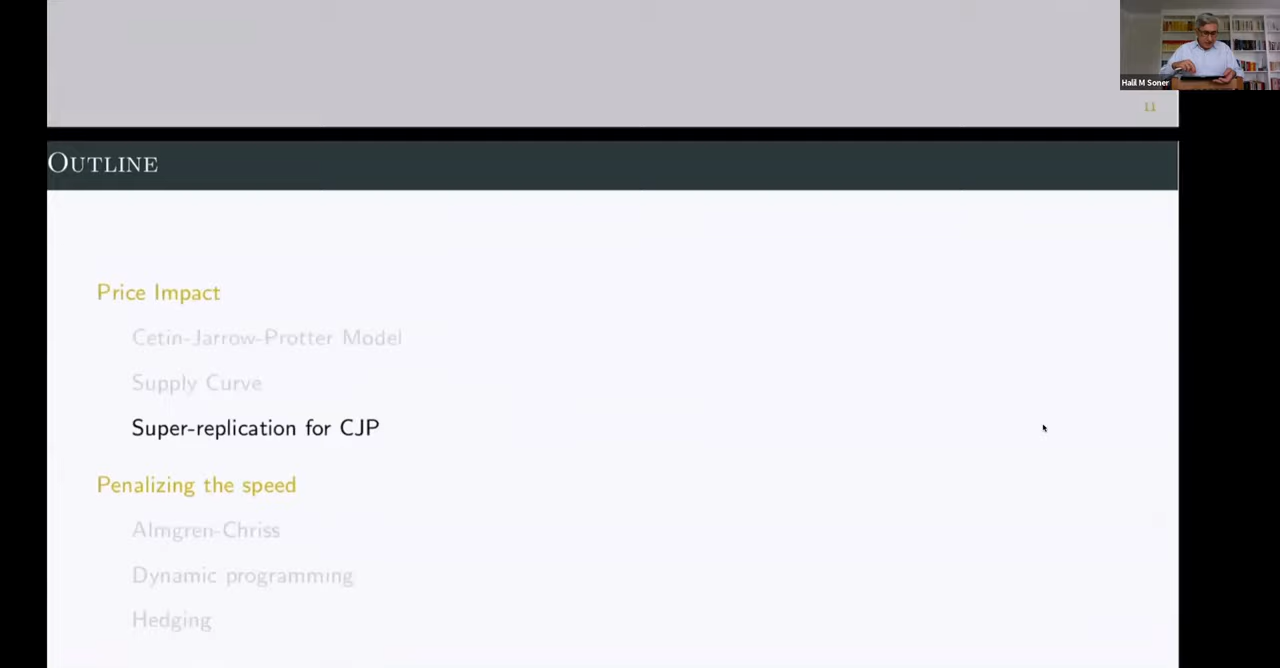 Halil M Soner
11
OUTLINE
Price Impact
Cetin-Jarrow-Protter Model
Supply Curve
Super-replication for CJP
Penalizing the speed
Almgren-Chriss
Dynamic programming
Hedging